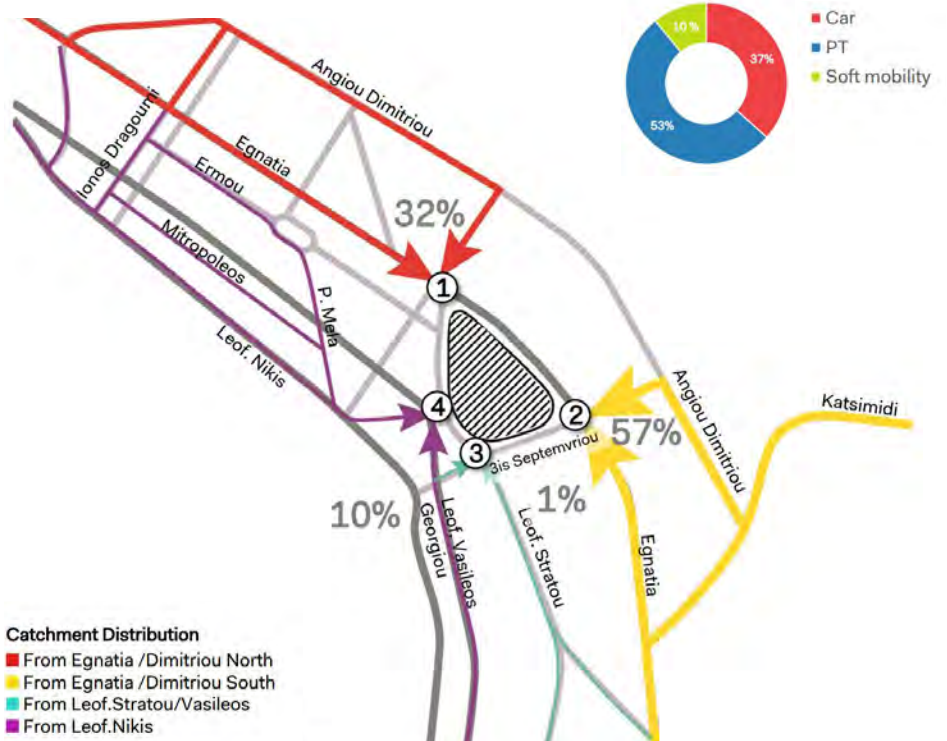 10 %
37%
53%
Car
PT
Soft mobility
Angiou Dimitriou
Ionos Dragoumi
Egnatia
Ermou
32%
Mitropoleos
P. Mela
1
Leof. Nikis
4
2
3
3is Septemvriou
57%
Angiou Dimitriou
Katsimidi
10%
1%
Georgiou
Leof. Vasileos
Leof. Stratou
Egnatia
Catchment Distribution
From Egnatia /Dimitriou North
From Egnatia /Dimitriou South
From Leof.Stratou/Vasileos
From Leof.Nikis